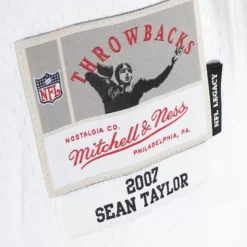 THROWBACKS
NFL
NOSTALGIA CO.
Mitchell & Ness
PHILADELPHIA, PA.
NFL LEGACY
2007
SEAN TAYLOR